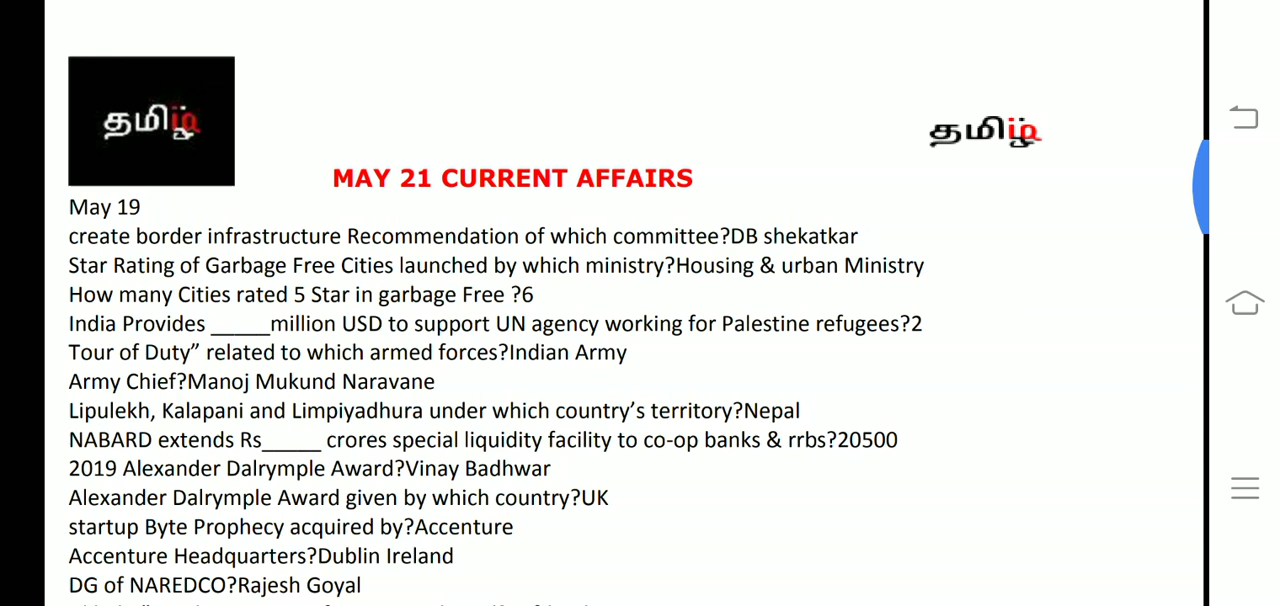 தமிழ்
தமிழ்
MAY 21 CURRENT AFFAIRS
May 19
create border infrastructure Recommendation of which committee?DB shekatkar
Star Rating of Garbage Free Cities launched by which ministry?Housing & urban Ministry
How many Cities rated 5 Star in garbage Free ?6
India Provides _____million USD to support UN agency working for Palestine refugees?2
Tour of Duty” related to which armed forces?Indian Army
Army Chief?Manoj Mukund Naravane
Lipulekh, Kalapani and Limpiyadhura under which country’s territory?Nepal
NABARD extends Rs_____ crores special liquidity facility to co-op banks & rrbs?20500
2019 Alexander Dalrymple Award?Vinay Badhwar
Alexander Dalrymple Award given by which country?UK
startup Byte Prophecy acquired by?Accenture
Accenture Headquarters?Dublin Ireland
DG of NAREDCO?Rajesh Goyal